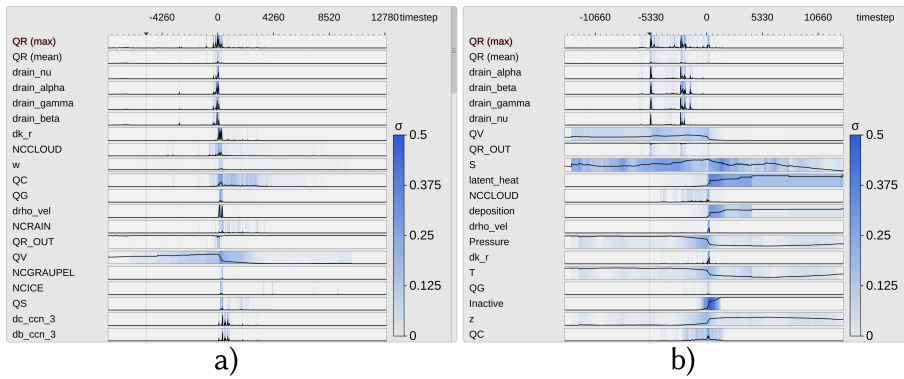 -4260 0 4260 8520 12780 timestep
QR (max)
QR (mean)
drain_nu
drain_alpha
drain_gamma
drain_beta
dk_r
NCCLOUD
w
QC
QG
drho_vel
NCRAIN
QR_OUT
QV
NCGRAUPEL
NCICE
QS
dc_ccn_3
db_ccn_3
σ
0.5
0.375
0.25
0.125
0
a)
-10660 -5330 0 5330 10660 timestep
QR (max)
QR (mean)
drain_alpha
drain_beta
drain_gamma
drain_nu
QV
QR_OUT
S
latent_heat
NCCLOUD
deposition
drho_vel
Pressure
dk_r
T
QG
Inactive
z
QC
σ
0.5
0.375
0.25
0.125
0
b)